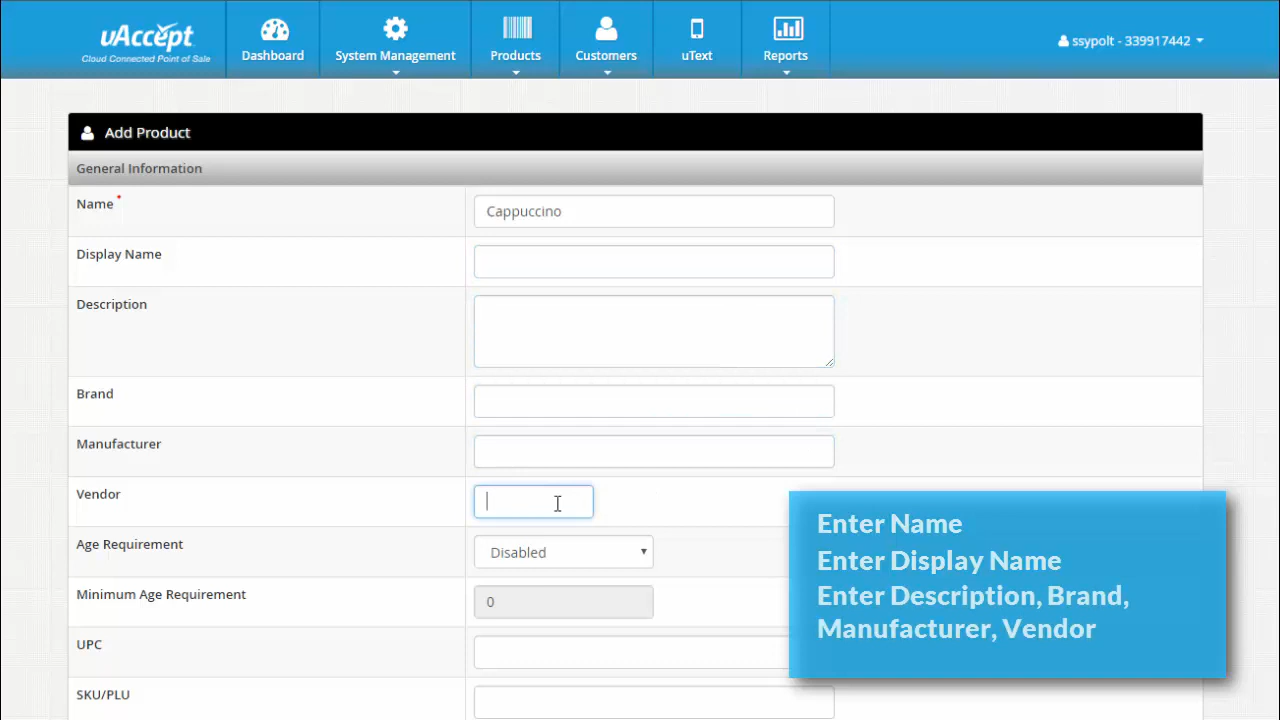 uAccept
Cloud Connected Point of Sale
Dashboard
System Management
Products
Customers
uText
Reports
ssypolt - 339917442
Add Product
General Information
Name *
Cappuccino
Display Name
Description
Brand
Manufacturer
Vendor
Age Requirement
Disabled
Minimum Age Requirement
0
UPC
SKU/PLU
Enter Name
Enter Display Name
Enter Description, Brand,
Manufacturer, Vendor